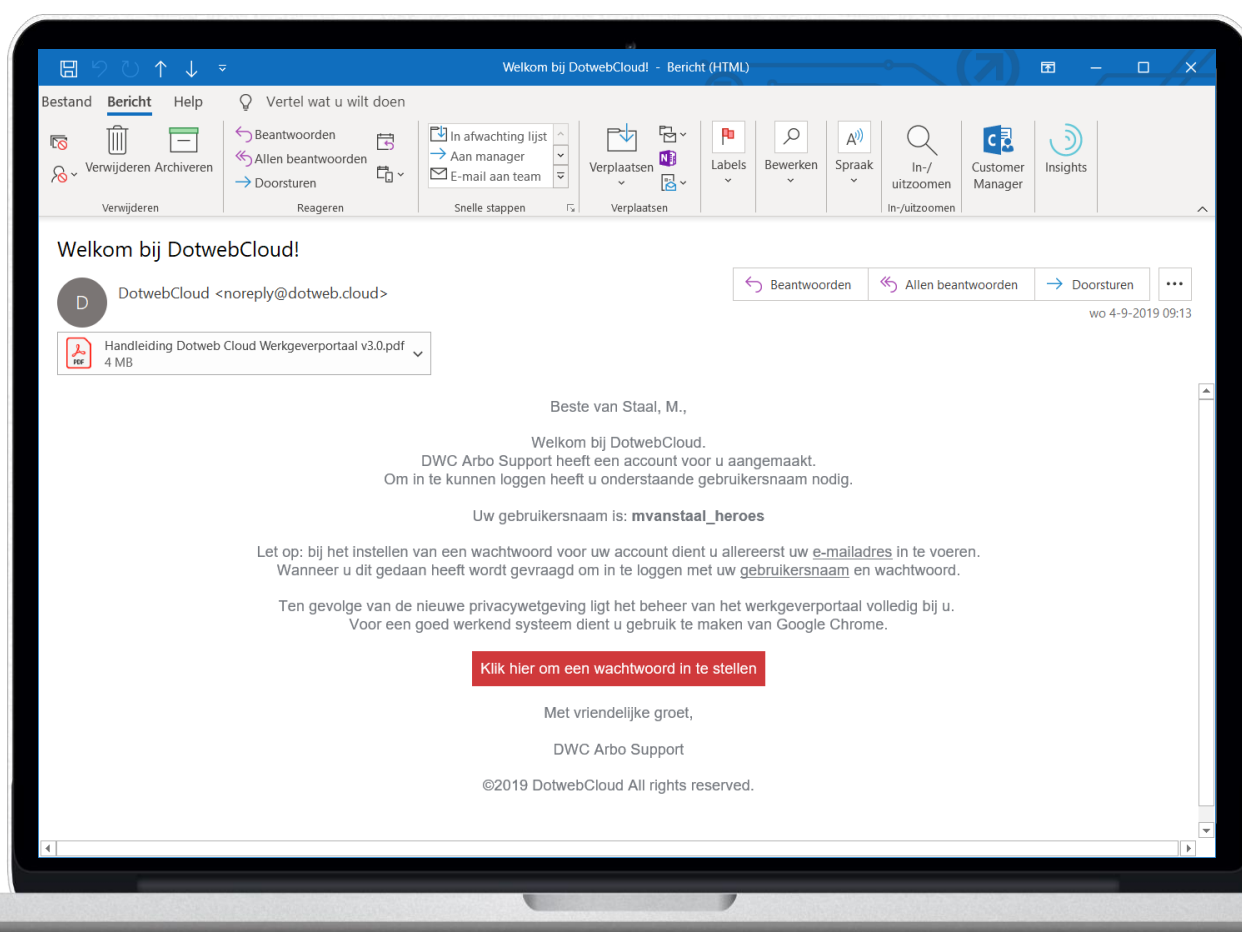 Welkom bij DotwebCloud! - Bericht (HTML)
Bestand Bericht Help Vertel wat u wilt doen
Verwijderen Archiveren
Verwijderen
Beantwoorden
Allen beantwoorden
Doorsturen
Reageren
In afwachting lijst
Aan manager
E-mail aan team
Snelle stappen
Verplaatsen
Verplaatsen
Labels
Bewerken
Spraak
In-/
uitzoomen
In-/uitzoomen
Customer
Manager
Insights
Welkom bij DotwebCloud!
D
DotwebCloud <noreply@dotweb.cloud>
Beantwoorden Allen beantwoorden Doorsturen
wo 4-9-2019 09:13
PDF
Handleiding Dotweb Cloud Werkgeverportaal v3.0.pdf
4 MB
Beste van Staal, M.,
Welkom bij DotwebCloud.
DWC Arbo Support heeft een account voor u aangemaakt.
Om in te kunnen loggen heeft u onderstaande gebruikersnaam nodig.
Uw gebruikersnaam is: mvanstaal_heroes
Let op: bij het instellen van een wachtwoord voor uw account dient u allereerst uw e-mailadres in te voeren.
Wanneer u dit gedaan heeft wordt gevraagd om in te loggen met uw gebruikersnaam en wachtwoord.
Ten gevolge van de nieuwe privacywetgeving ligt het beheer van het werkgeverportaal volledig bij u.
Voor een goed werkend systeem dient u gebruik te maken van Google Chrome.
Klik hier om een wachtwoord in te stellen
Met vriendelijke groet,
DWC Arbo Support
©2019 DotwebCloud All rights reserved.